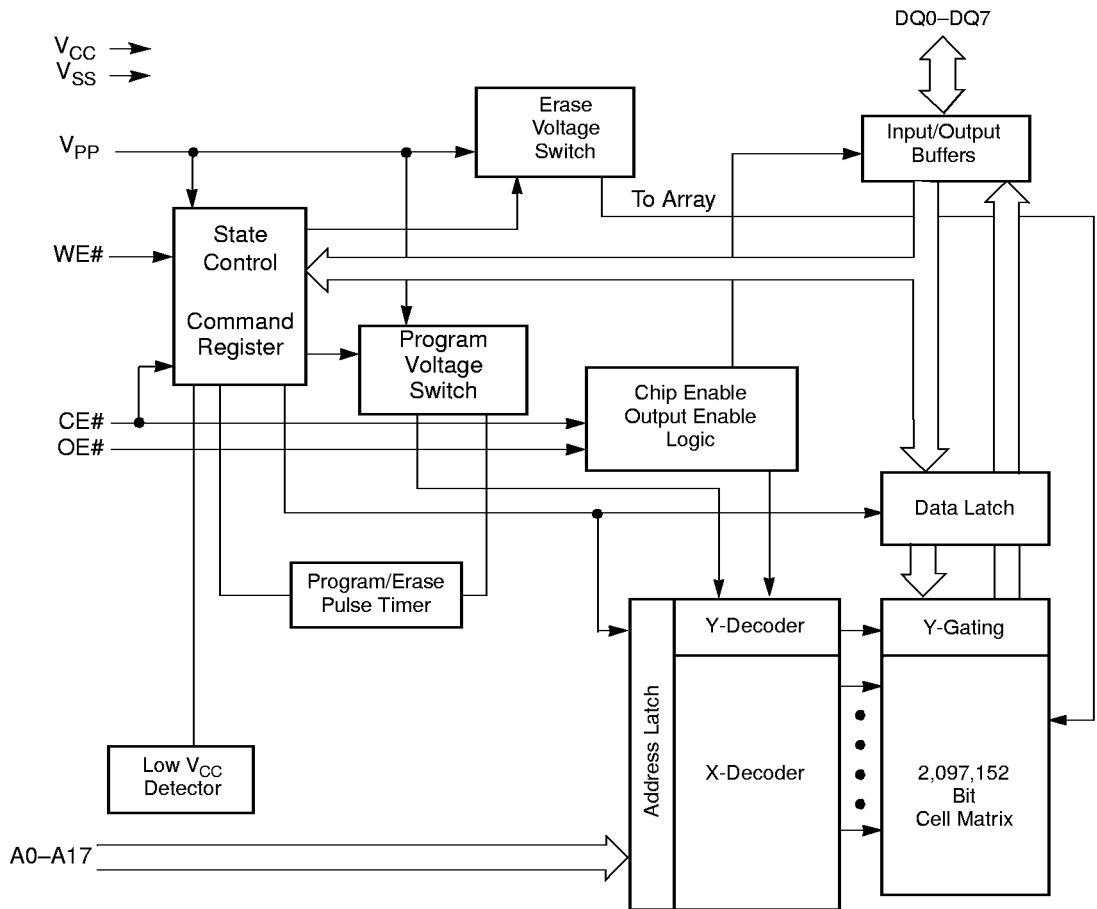 DQ0–DQ7
VCC
VSS
Erase
Voltage
Switch
VPP
Input/Output
Buffers
To Array
State
Control
WE#
Command
Register
Program
Voltage
Switch
Chip Enable
Output Enable
Logic
CE#
OE#
Data Latch
Program/Erase
Pulse Timer
Address Latch
Y-Decoder
Y-Gating
Low VCC
Detector
X-Decoder
2,097,152
Bit
Cell Matrix
A0–A17